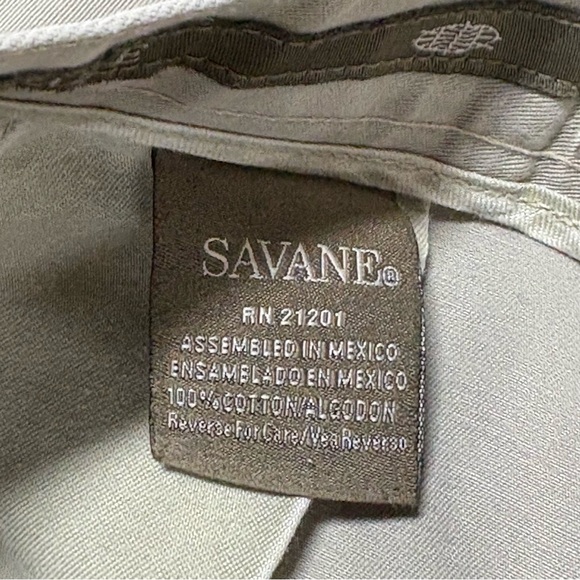 SAVANE®
RN 21201
ASSEMBLED IN MEXICO
ENSAMBLADO EN MEXICO
100% COTTON/ALGODON
Reverse For Care/Vea Reverso